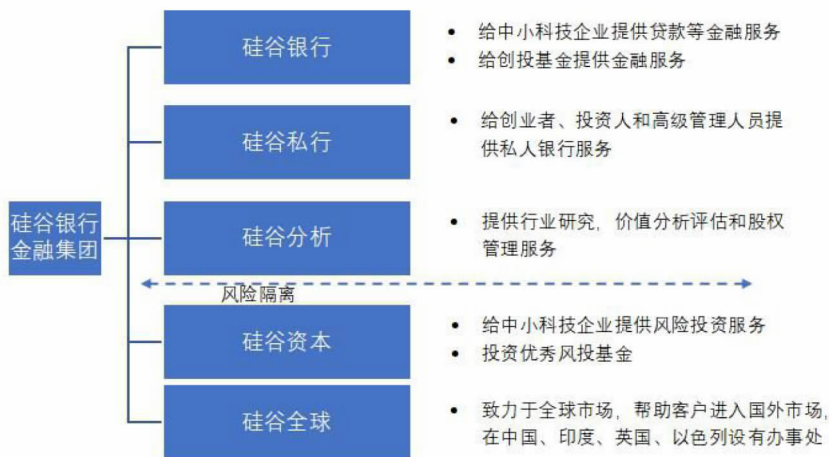 硅谷银行
金融集团
硅谷银行
• 给中小科技企业提供贷款等金融服务
• 给创投基金提供金融服务
硅谷私行
• 给创业者、投资人和高级管理人员提
供私人银行服务
硅谷分析
• 提供行业研究，价值分析评估和股权
管理服务
风险隔离
硅谷资本
• 给中小科技企业提供风险投资服务
• 投资优秀风投基金
硅谷全球
• 致力于全球市场，帮助客户进入国外市场，
在中国、印度、英国、以色列设有办事处